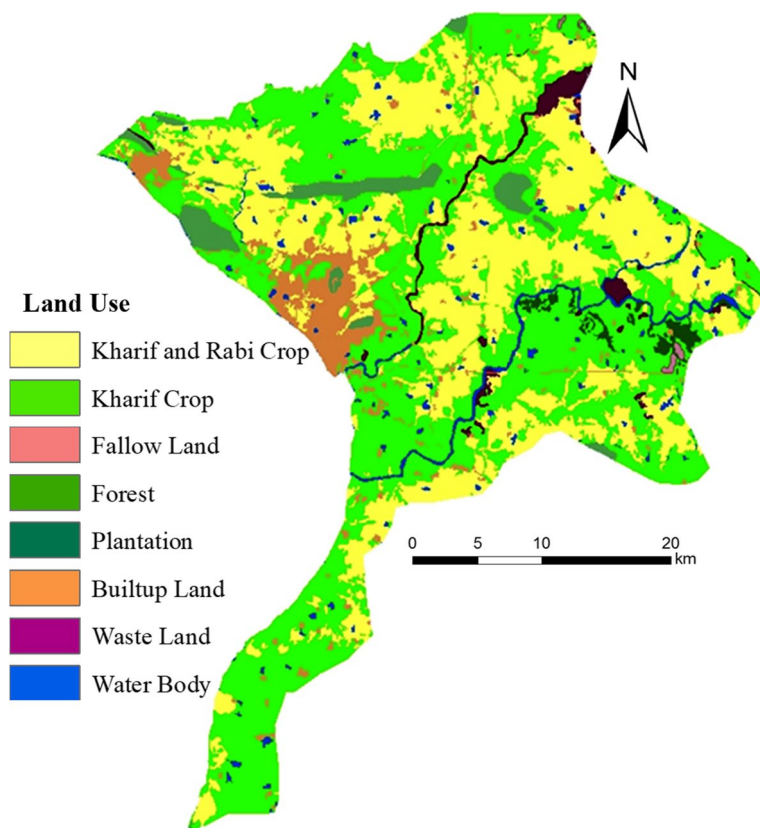 N
Land Use
Kharif and Rabi Crop
Kharif Crop
Fallow Land
Forest
Plantation
Builtup Land
Waste Land
Water Body
0 5 10 20
km